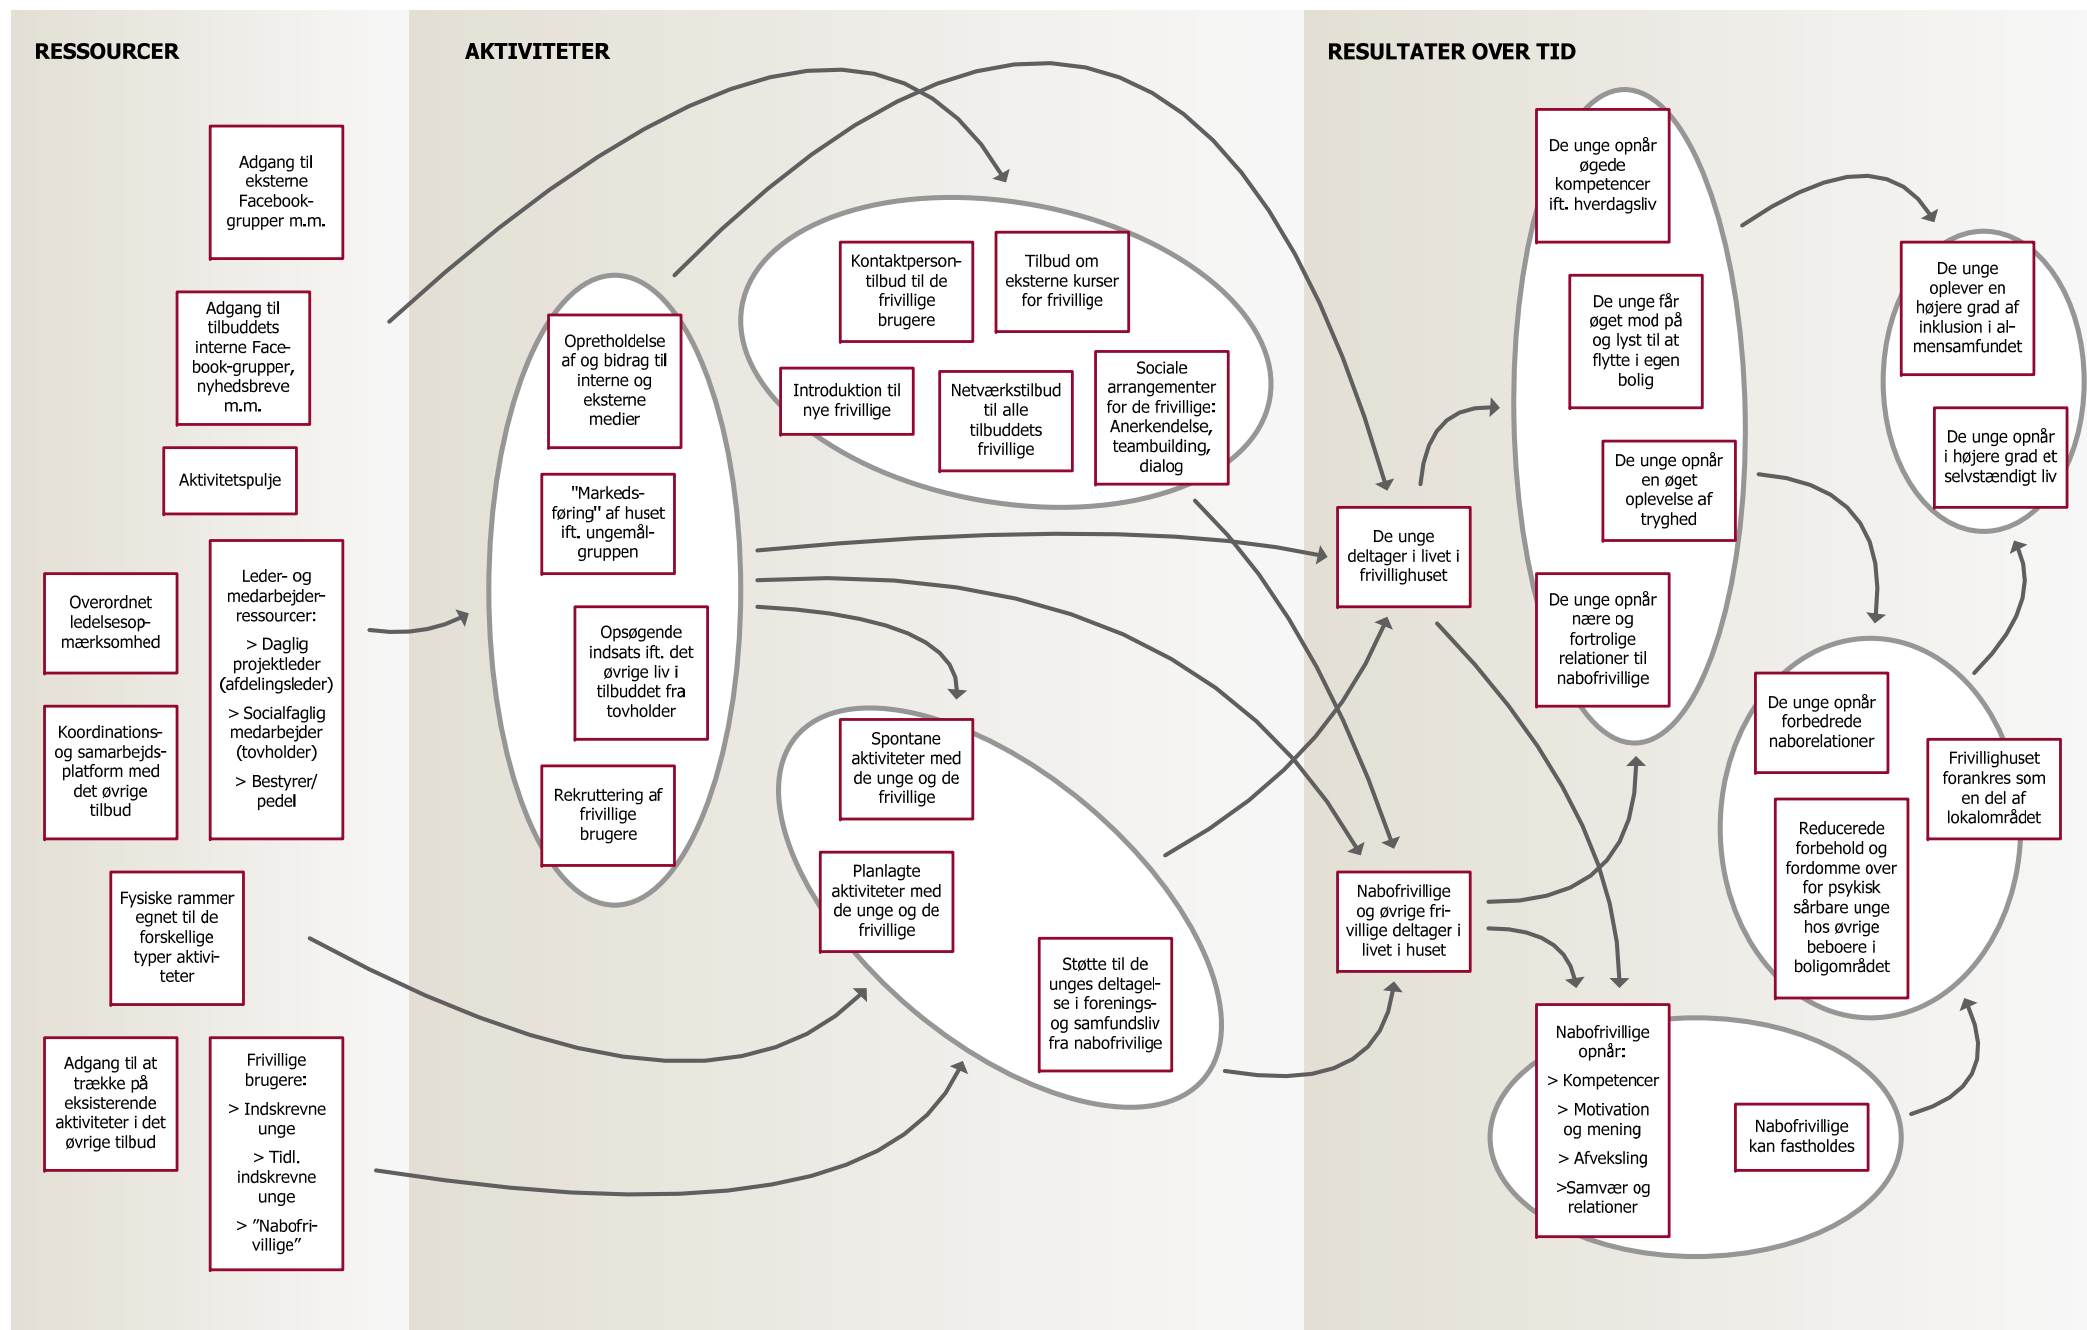 RESSOURCER
Adgang til
eksterne
Facebook-
grupper m.m.
Adgang til
tilbuddets
interne Face-
book-grupper,
nyhedsbreve
m.m.
Aktivitetspulje
Overordnet
ledelsesop-
mærksomhed
Leder- og
medarbejder-
ressourcer:
> Daglig
projektleder
(afdelingsleder)
> Socialfaglig
medarbejder
(tovholder)
> Bestyrer/
pedel
Koordinations-
og samarbejds-
platform med
det øvrige
tilbud
Fysiske rammer
egnet til de
forskellige
typer aktivi-
teter
Adgang til at
trække på
eksisterende
aktiviteter i det
øvrige tilbud
Frivillige
brugere:
> Indskrevne
unge
> Tidl.
indskrevne
unge
> ”Nabofri-
villige”
AKTIVITETER
Opretholdelse
af og bidrag til
interne og
eksterne
medier
"Markeds-
føring" af huset
ift. ungemål-
gruppen
Opsøgende
indsats ift. det
øvrige liv i
tilbuddet fra
tovholder
Rekruttering af
frivillige
brugere
Kontaktperson-
tilbud til de
frivillige
brugere
Tilbud om
eksterne kurser
for frivillige
Introduktion til
nye frivillige
Netværkstilbud
til alle
tilbuddets
frivillige
Sociale
arrangementer
for de frivillige:
Anerkendelse,
teambuilding,
dialog
Spontane
aktiviteter med
de unge og de
frivillige
Planlagte
aktiviteter med
de unge og de
frivillige
Støtte til de
unges deltagel-
se i forenings-
og samfundsliv
fra nabofrivilige
RESULTATER OVER TID
De unge
deltager i livet i
frivillighuset
Nabofrivillige
og øvrige fri-
villige deltager i
livet i huset
De unge opnår
øgede
kompetencer
ift. hverdagsliv
De unge får
øget mod på
og lyst til at
flytte i egen
bolig
De unge opnår
en øget
oplevelse af
tryghed
De unge opnår
nære og
fortrolige
relationer til
nabofrivillige
Nabofrivillige
opnår:
> Kompetencer
> Motivation
og mening
> Afveksling
>Samvær og
relationer
Nabofrivillige
kan fastholdes
De unge opnår
forbedrede
naborelationer
Frivillighuset
forankres som
en del af
lokalområdet
Reducerede
forbehold og
fordomme over
for psykisk
sårbare unge
hos øvrige
beboere i
boligområdet
De unge
oplever en
højere grad af
inklusion i al-
mensamfundet
De unge opnår
i højere grad et
selvstændigt liv